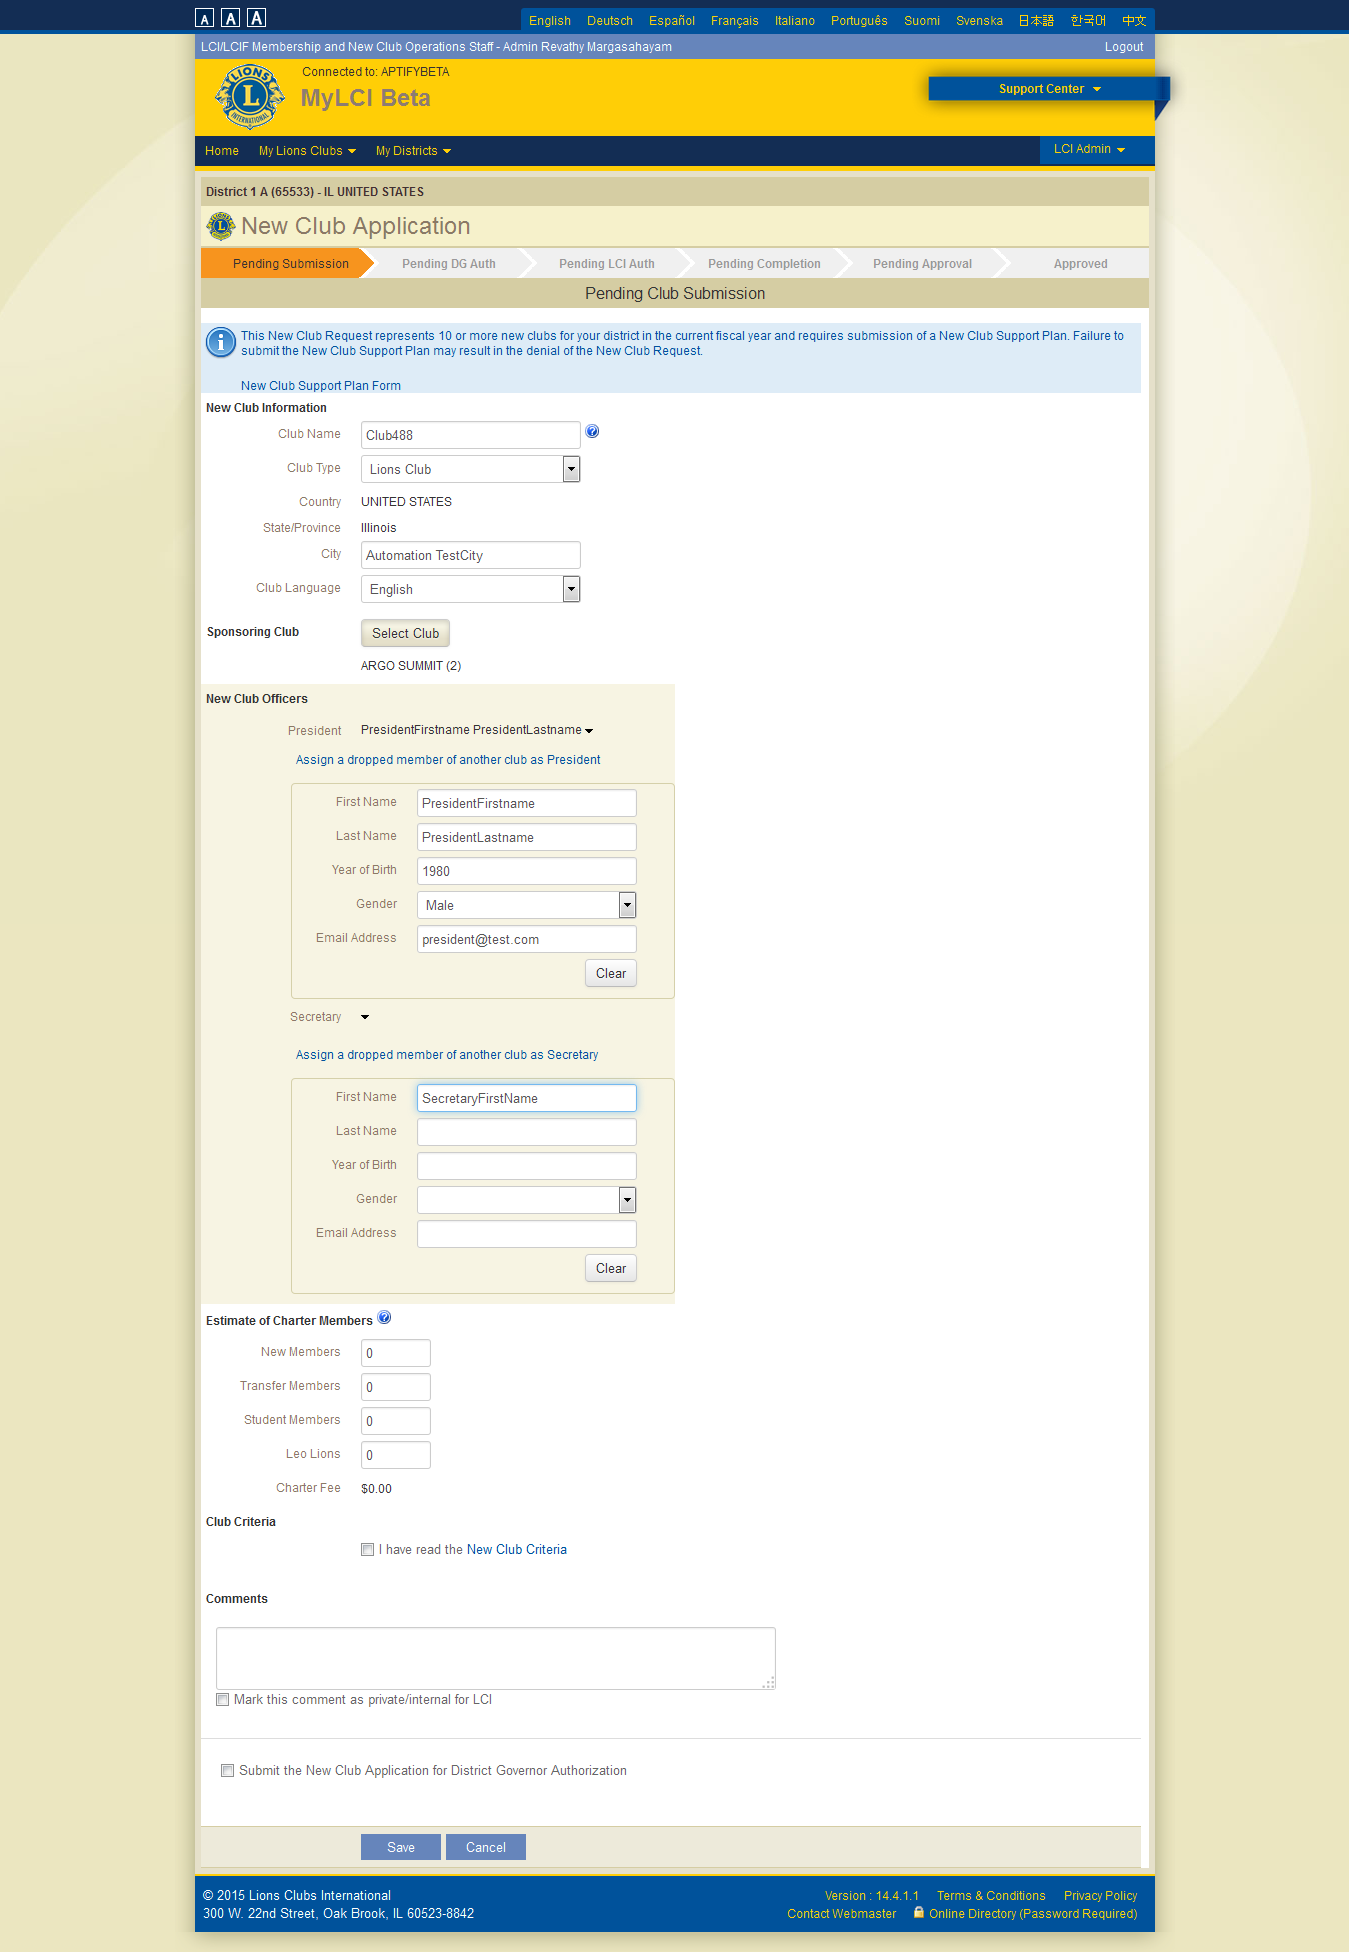 A A A
English Deutsch Español Français Italiano Português Suomi Svenska 日本語 한국어 中文
LCI/LCIF Membership and New Club Operations Staff - Admin Revathy Margasahayam Logout
LIONS L INTERNATIONAL
Connected to: APTIFYBETA
MyLCI Beta
Support Center
Home My Lions Clubs My Districts LCI Admin
District 1 A (65533) - IL UNITED STATES
New Club Application
Pending Submission Pending DG Auth Pending LCI Auth Pending Completion Pending Approval Approved
Pending Club Submission
This New Club Request represents 10 or more new clubs for your district in the current fiscal year and requires submission of a New Club Support Plan. Failure to
submit the New Club Support Plan may result in the denial of the New Club Request.
New Club Support Plan Form
New Club Information
Club Name Club488
Club Type Lions Club
Country UNITED STATES
State/Province Illinois
City Automation TestCity
Club Language English
Sponsoring Club Select Club
ARGO SUMMIT (2)
New Club Officers
President PresidentFirstname PresidentLastname
Assign a dropped member of another club as President
First Name PresidentFirstname
Last Name PresidentLastname
Year of Birth 1980
Gender Male
Email Address president@test.com
Clear
Secretary
Assign a dropped member of another club as Secretary
First Name SecretaryFirstName
Last Name
Year of Birth
Gender
Email Address
Clear
Estimate of Charter Members
New Members 0
Transfer Members 0
Student Members 0
Leo Lions 0
Charter Fee $0.00
Club Criteria
I have read the New Club Criteria
Comments
Mark this comment as private/internal for LCI
Submit the New Club Application for District Governor Authorization
Save Cancel
© 2015 Lions Clubs International Version : 14.4.1.1 Terms & Conditions Privacy Policy
300 W. 22nd Street, Oak Brook, IL 60523-8842 Contact Webmaster Online Directory (Password Required)